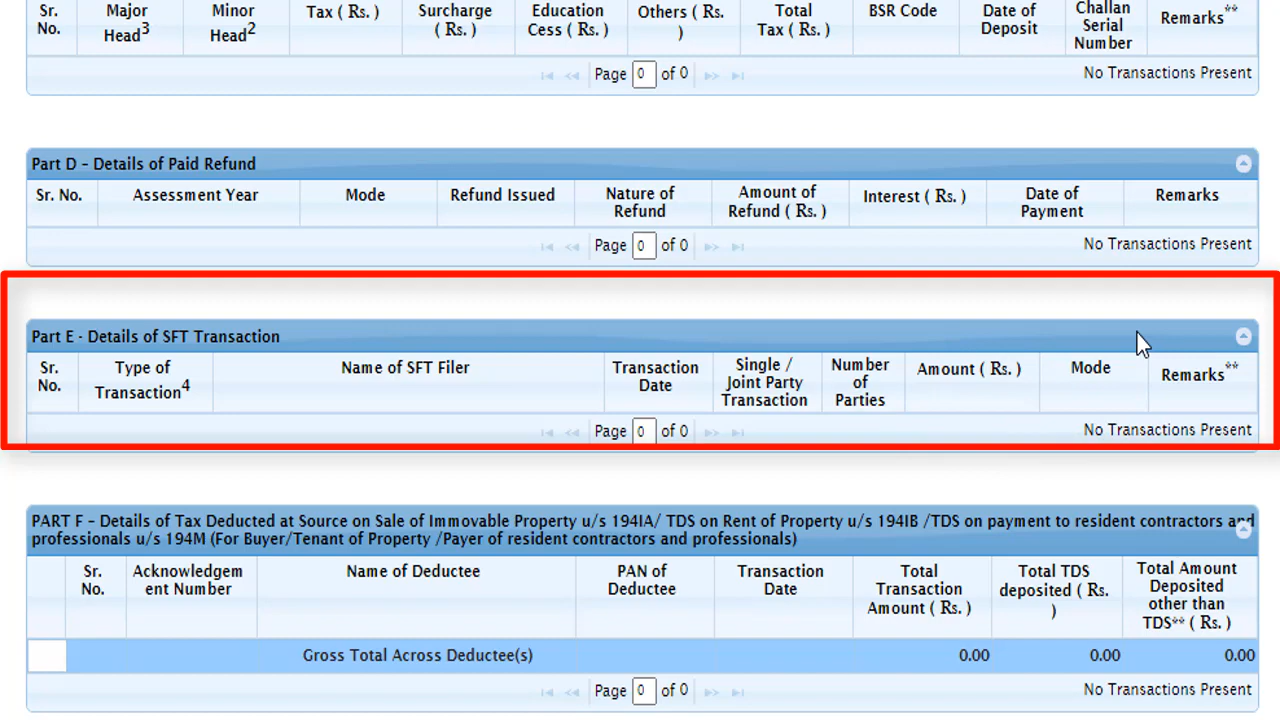 Sr. No. Major Head3 Minor Head2 Tax ( Rs. ) Surcharge ( Rs. ) Education Cess ( Rs. ) Others ( Rs. ) Total Tax ( Rs. ) BSR Code Date of Deposit Challan Serial Number Remarks**
Page 0 of 0 No Transactions Present
Part D – Details of Paid Refund
Sr. No. Assessment Year Mode Refund Issued Nature of Refund Amount of Refund ( Rs. ) Interest ( Rs. ) Date of Payment Remarks
Page 0 of 0 No Transactions Present
Part E - Details of SFT Transaction
Sr. No. Type of Transaction4 Name of SFT Filer Transaction Date Single / Joint Party Transaction Number of Parties Amount ( Rs. ) Mode Remarks**
Page 0 of 0 No Transactions Present
PART F – Details of Tax Deducted at Source on Sale of Immovable Property u/s 194IA/ TDS on Rent of Property u/s 194IB /TDS on payment to resident contractors and
professionals u/s 194M (For Buyer/Tenant of Property /Payer of resident contractors and professionals)
Sr. No. Acknowledgement Number Name of Deductee PAN of Deductee Transaction Date Total Transaction Amount ( Rs. ) Total TDS deposited ( Rs. ) Total Amount Deposited other than TDS** ( Rs. )
Gross Total Across Deductee(s) 0.00 0.00 0.00
Page 0 of 0 No Transactions Present